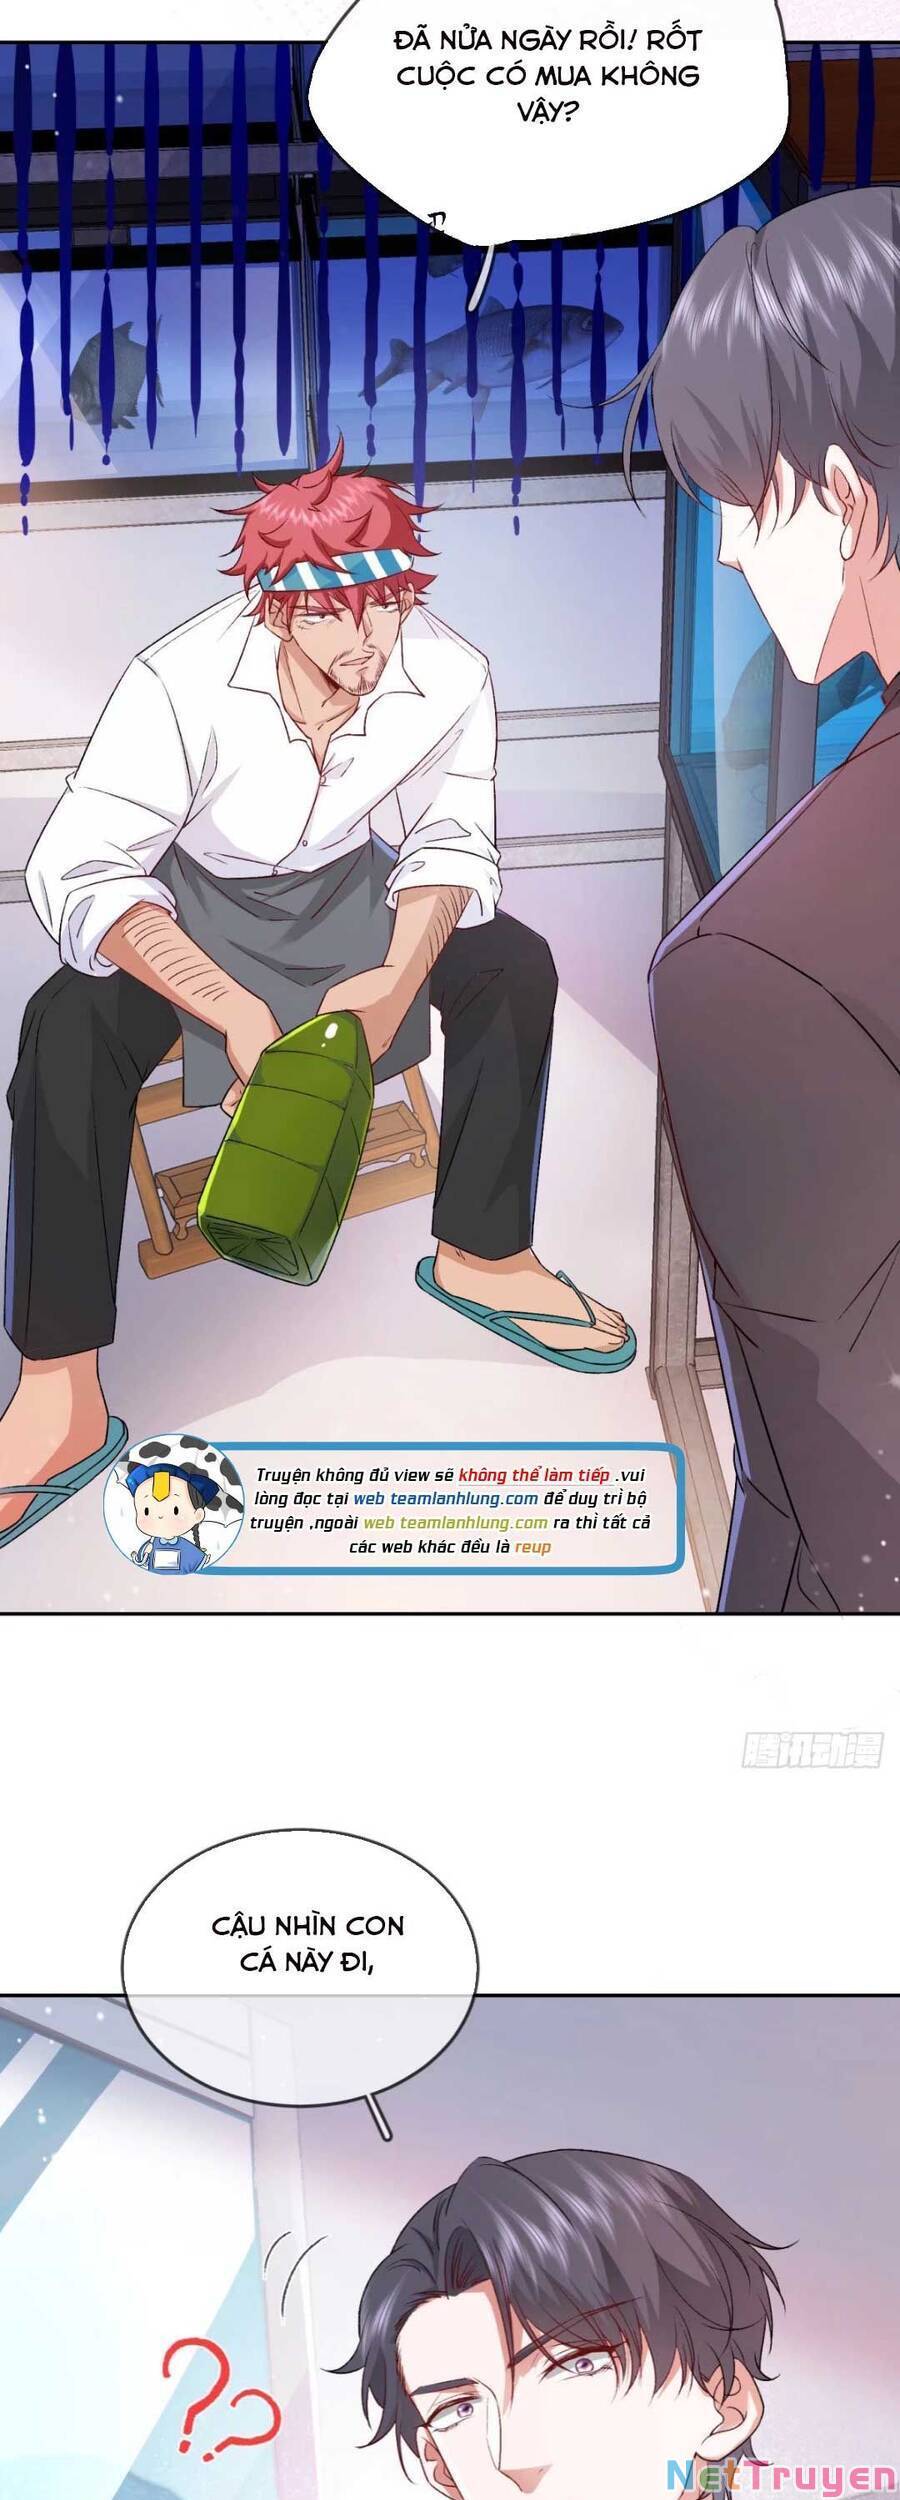 ĐÃ NỬA NGÀY RỒI! RỐT
CUỘC CÓ MUA KHÔNG
VẬY?
Truyện không đủ view sẽ không thể làm tiếp .vui
lòng đọc tại web teamlanhlung.com để duy trì bộ
truyện ,ngoài web teamlanhlung.com ra thì tất cả
các web khác đều là reup
腾讯动漫
CẬU NHÌN CON
CÁ NÀY ĐI,
??
NetTruyen